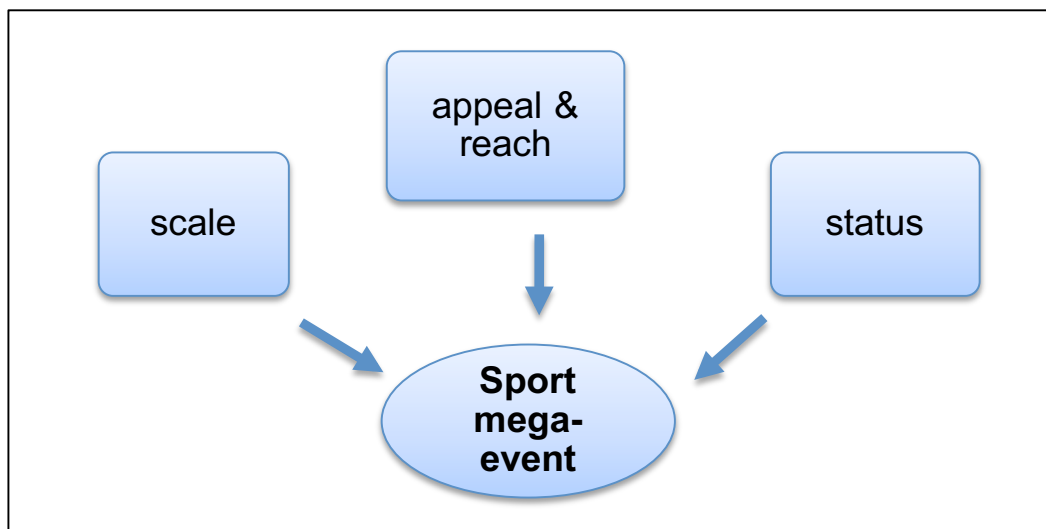 appeal &
reach
scale
status
Sport
mega-
event